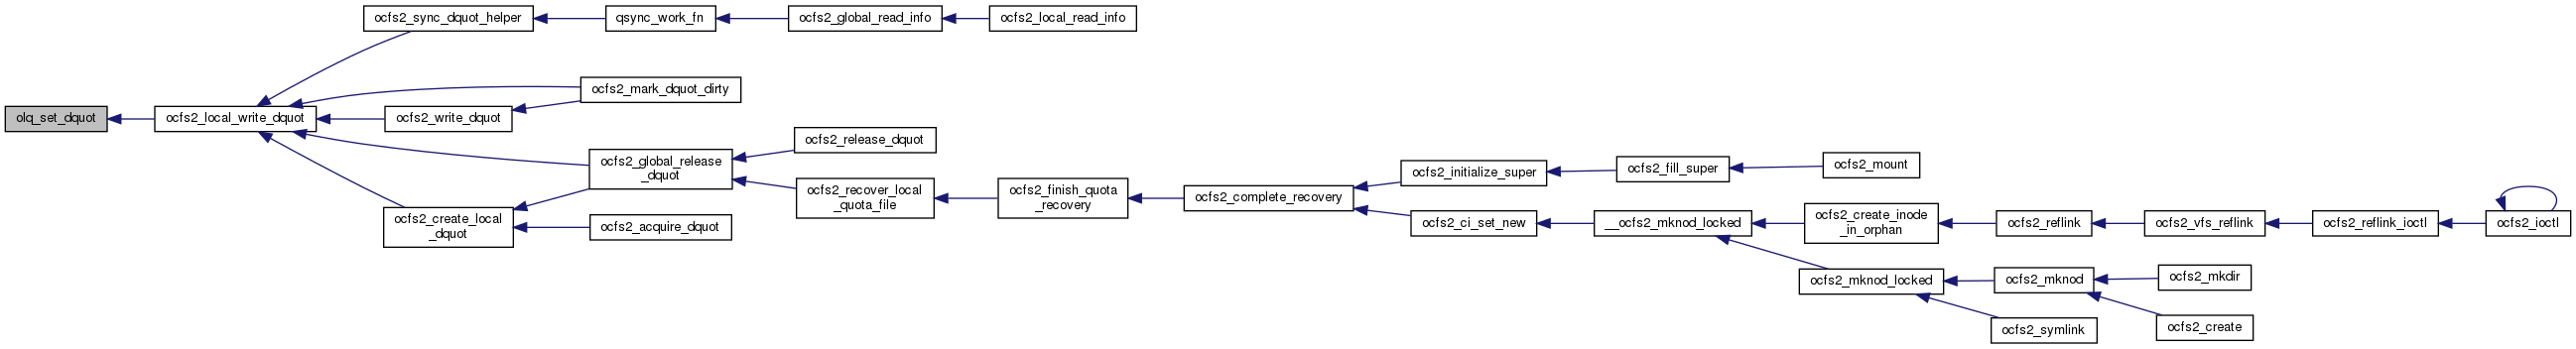 olq_set_dquot
ocfs2_local_write_dquot
ocfs2_sync_dquot_helper
qsync_work_fn
ocfs2_global_read_info
ocfs2_local_read_info
ocfs2_mark_dquot_dirty
ocfs2_write_dquot
ocfs2_global_release
_dquot
ocfs2_release_dquot
ocfs2_recover_local
_quota_file
ocfs2_finish_quota
_recovery
ocfs2_complete_recovery
ocfs2_initialize_super
ocfs2_fill_super
ocfs2_mount
ocfs2_ci_set_new
__ocfs2_mknod_locked
ocfs2_create_inode
_in_orphan
ocfs2_reflink
ocfs2_vfs_reflink
ocfs2_reflink_ioctl
ocfs2_ioctl
ocfs2_mknod_locked
ocfs2_mknod
ocfs2_mkdir
ocfs2_create
ocfs2_symlink
ocfs2_create_local
_dquot
ocfs2_acquire_dquot